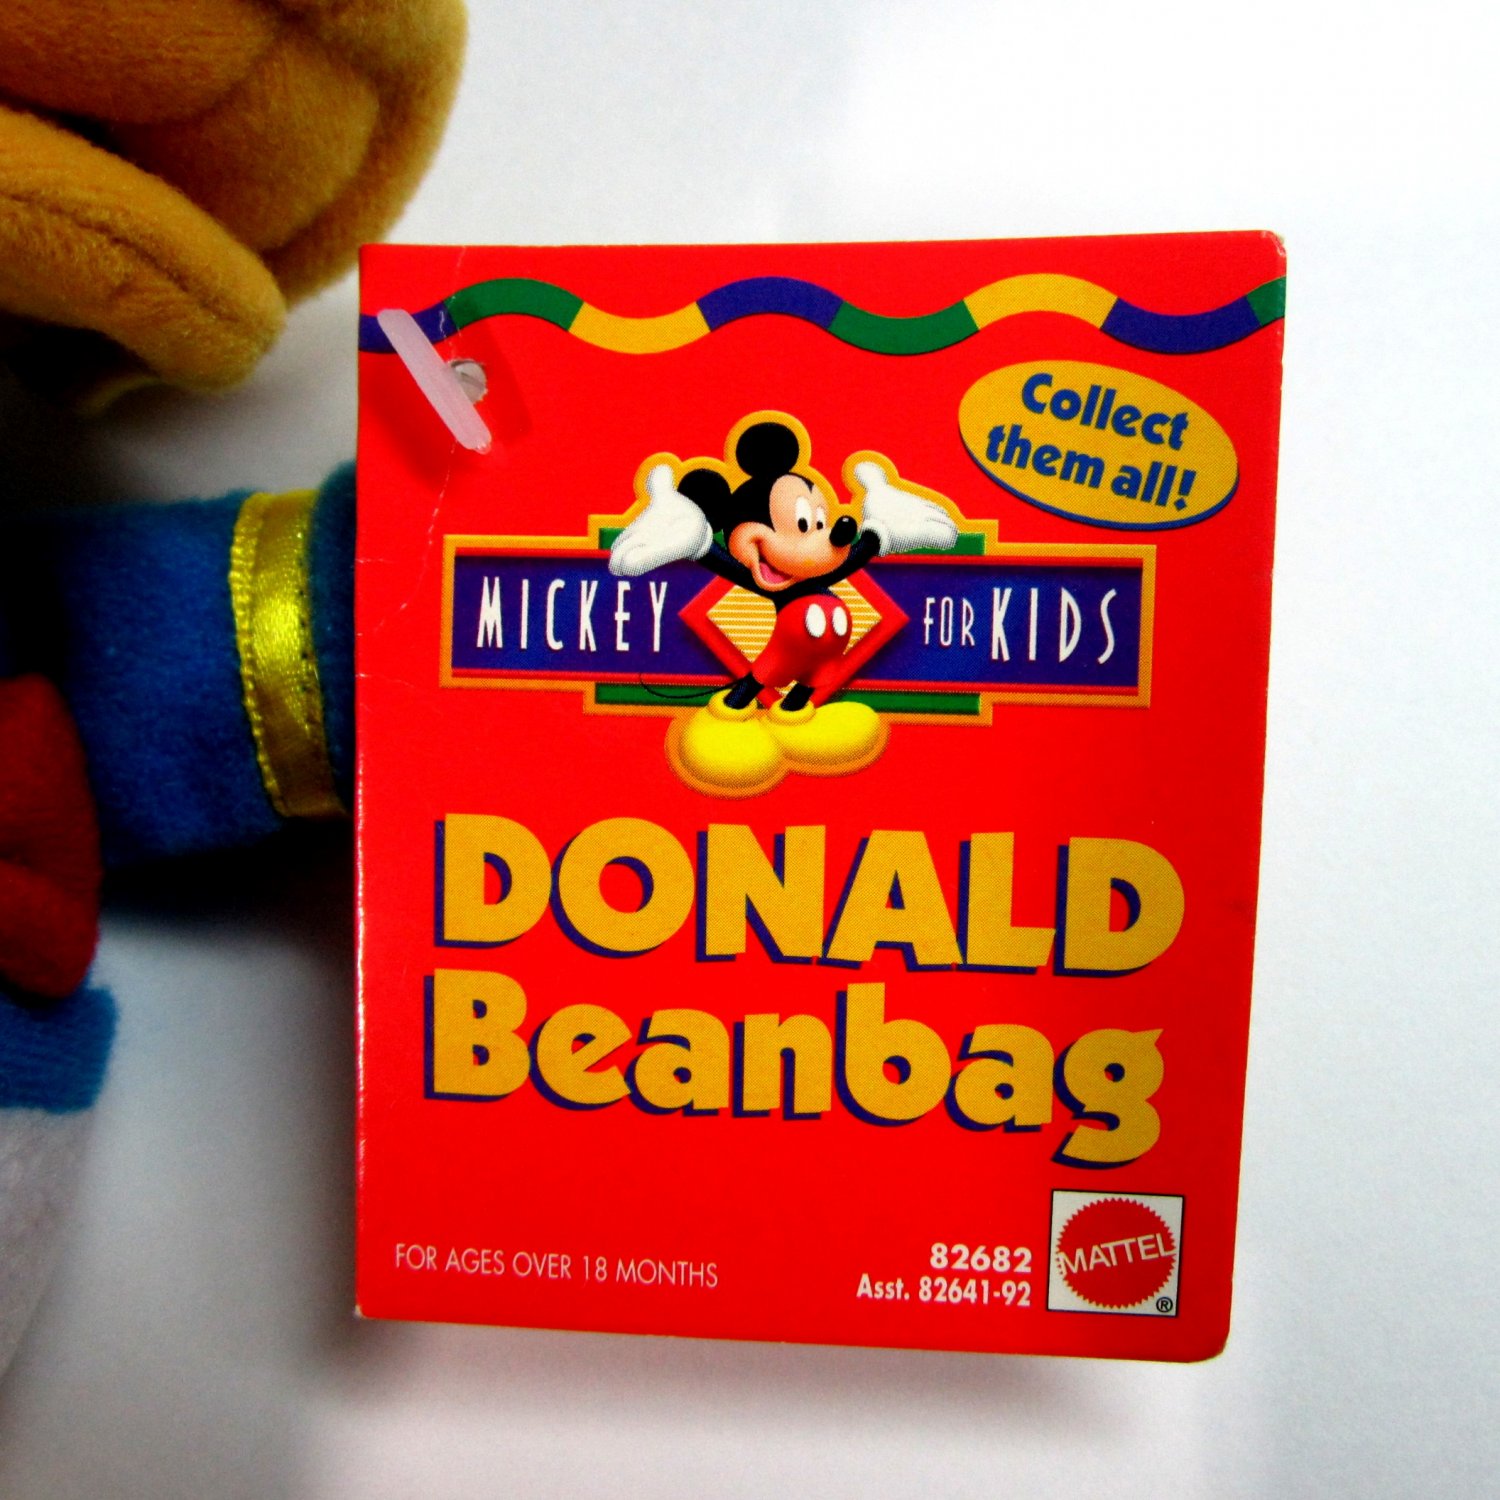 Collect
them all!
MICKEY FOR KIDS
DONALD
Beanbag
FOR AGES OVER 18 MONTHS
82682
Asst. 82641-92
MATTEL
®